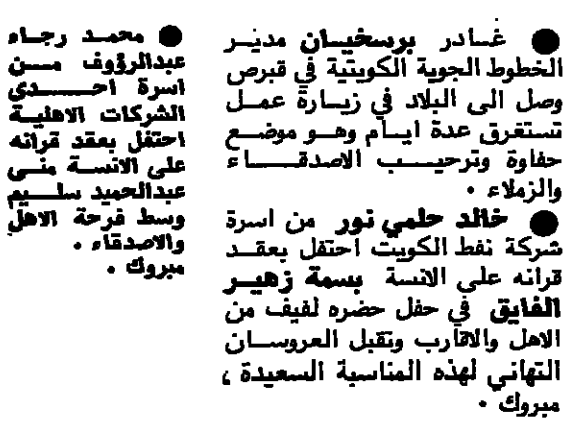 ● غادر برسخيان مدير
الخطوط الجوية الكويتية في قبرص
وصل الى البلاد في زيارة عمل
تستغرق عدة ايام وهو موضع
حفاوة وترحيب الاصدقاء
والزملاء .
● خالد حلمي نور من اسرة
شركة نفط الكويت احتفل بعقد
قرانه على الانسة بسمة زهير
الفايق في حفل حضره لفيف من
الاهل والاقارب وتقبل العروسان
التهاني لهذه المناسبة السعيدة ،
مبروك .
● محمد رجاء
عبدالرؤوف من
اسرة احدى
الشركات الاهلية
احتفل بعقد قرانه
على الانسة منى
عبدالحميد سليم
وسط فرحة الاهل
والاصدقاء .
مبروك .